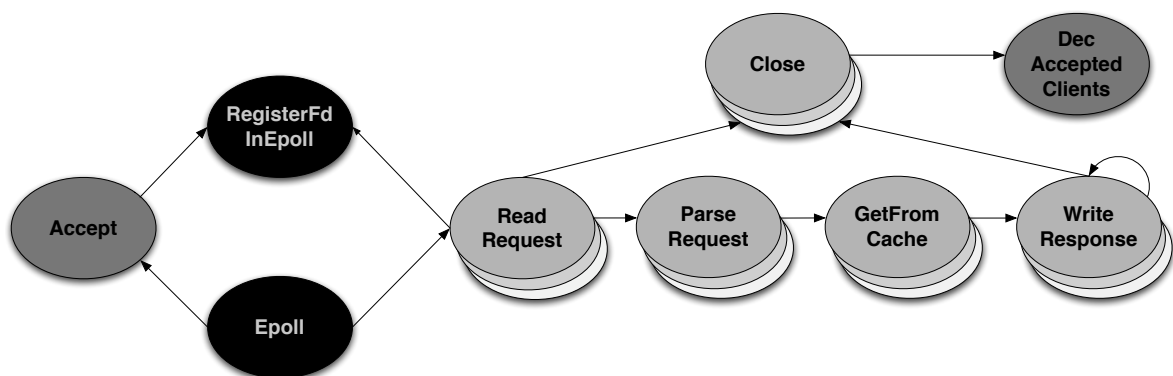 Close
Dec
Accepted
Clients
RegisterFd
InEpoll
Accept
Read
Request
Parse
Request
GetFrom
Cache
Write
Response
Epoll